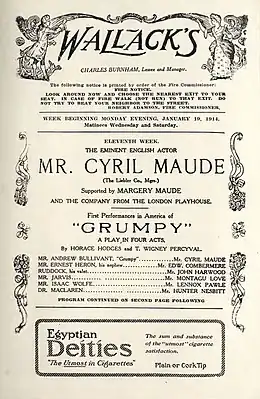 WALLACK'S
CHARLES BURNHAM, Lessee and Manager.
The following notice is printed by order of the Fire Commissioner:
FIRE NOTICE.
LOOK AROUND NOW AND CHOOSE THE NEAREST EXIT TO YOUR
SEAT. IN CASE OF FIRE WALK (NOT RUN) TO THAT EXIT. DO
NOT TRY TO BEAT YOUR NEIGHBOR TO THE STREET.
ROBERT ADAMSON, FIRE COMMISSIONER.
WEEK BEGINNING MONDAY EVENING, JANUARY 19, 1914.
Matinees Wednesday and Saturday.
ELEVENTH WEEK.
THE EMINENT ENGLISH ACTOR
MR. CYRIL MAUDE
(The Liebler Co., Mgrs.)
Supported by MARGERY MAUDE
AND THE COMPANY FROM THE LONDON PLAYHOUSE.
First Performances in America of
"GRUMPY"
A PLAY IN FOUR ACTS.
By HORACE HODGES and T. WIGNEY PERCYVAL.
MR. ANDREW BULLIVANT, "Grumpy"..........Mr. CYRIL MAUDE
MR. ERNEST HERON, his nephew..........Mr. EDW. COMBERMERE
RUDDOCK, his valet..........Mr. JOHN HARWOOD
MR. JARVIS..........Mr. MONTAGU LOVE
MR. ISAAC WOLFE..........Mr. LENNOX PAWLE
DR. MACLAREN..........Mr. HUNTER NESBITT
PROGRAM CONTINUED ON SECOND PAGE FOLLOWING
Egyptian
Deities
"The Utmost in Cigarettes"
The sum and substance
of the "utmost" cigarette
satisfaction.
Plain or Cork Tip